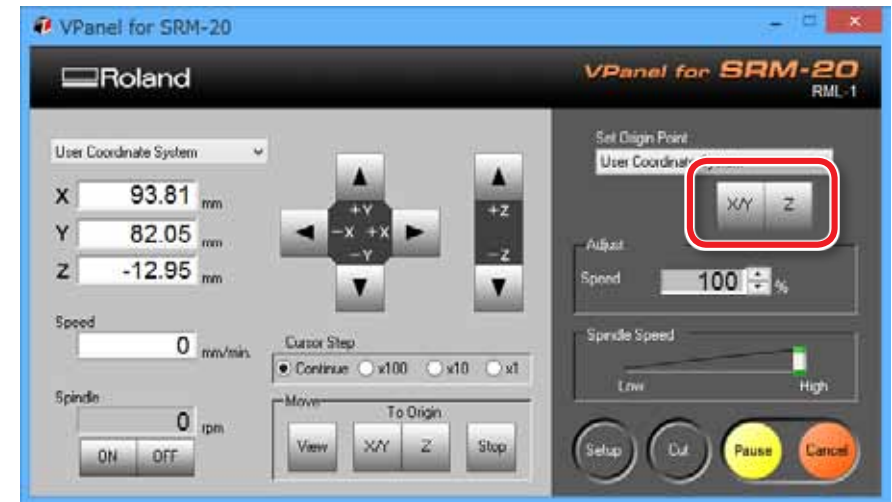 VPanel for SRM-20
Roland
VPanel for SRM-20
RML-1
User Coordinate System
X 93.81 mm
Y 82.05 mm
Z -12.95 mm
Speed
0 mm/min.
Spindle
0 rpm
ON OFF
+Y
-X +X
-Y
+Z
-Z
Cursor Step
Continue x100 x10 x1
Move
To Origin
View X/Y Z Stop
Set Origin Point
User Coordinate System
X/Y Z
Adjust
Speed 100 %
Spindle Speed
Low High
Setup Cut Pause Cancel